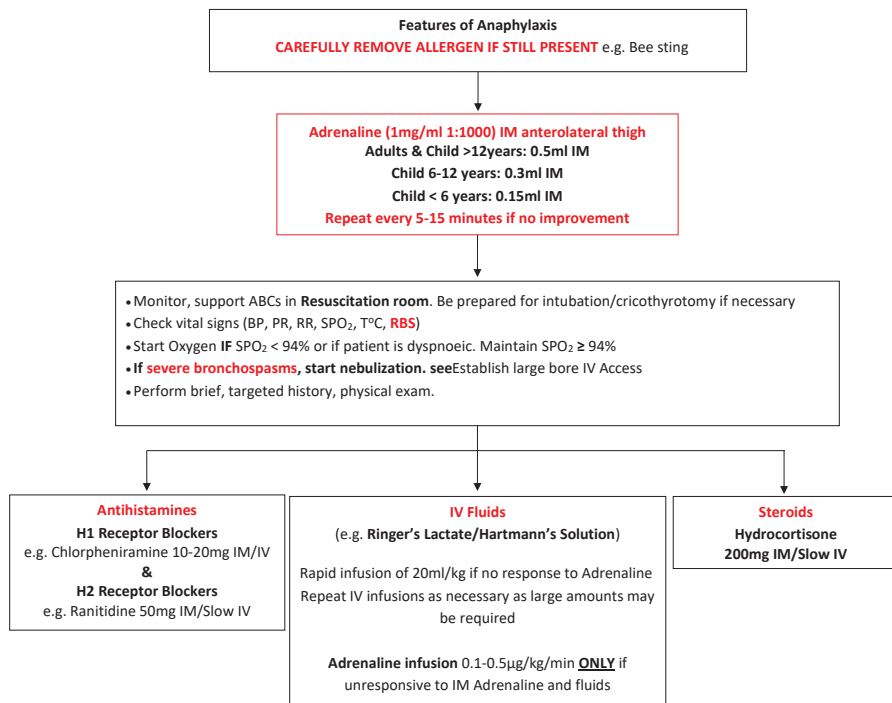 Features of Anaphylaxis
CAREFULLY REMOVE ALLERGEN IF STILL PRESENT e.g. Bee sting
Adrenaline (1mg/ml 1:1000) IM anterolateral thigh
Adults & Child >12years: 0.5ml IM
Child 6-12 years: 0.3ml IM
Child < 6 years: 0.15ml IM
Repeat every 5-15 minutes if no improvement
• Monitor, support ABCs in Resuscitation room. Be prepared for intubation/cricothyrotomy if necessary
• Check vital signs (BP, PR, RR, SPO₂, T°C, RBS)
• Start Oxygen IF SPO₂ < 94% or if patient is dyspnoeic. Maintain SPO₂ ≥ 94%
• If severe bronchospasms, start nebulization. seeEstablish large bore IV Access
• Perform brief, targeted history, physical exam.
Antihistamines
H1 Receptor Blockers
e.g. Chlorpheniramine 10-20mg IM/IV
&
H2 Receptor Blockers
e.g. Ranitidine 50mg IM/Slow IV
IV Fluids
(e.g. Ringer's Lactate/Hartmann's Solution)
Rapid infusion of 20ml/kg if no response to Adrenaline
Repeat IV infusions as necessary as large amounts may
be required
Adrenaline infusion 0.1-0.5µg/kg/min ONLY if
unresponsive to IM Adrenaline and fluids
Steroids
Hydrocortisone
200mg IM/Slow IV